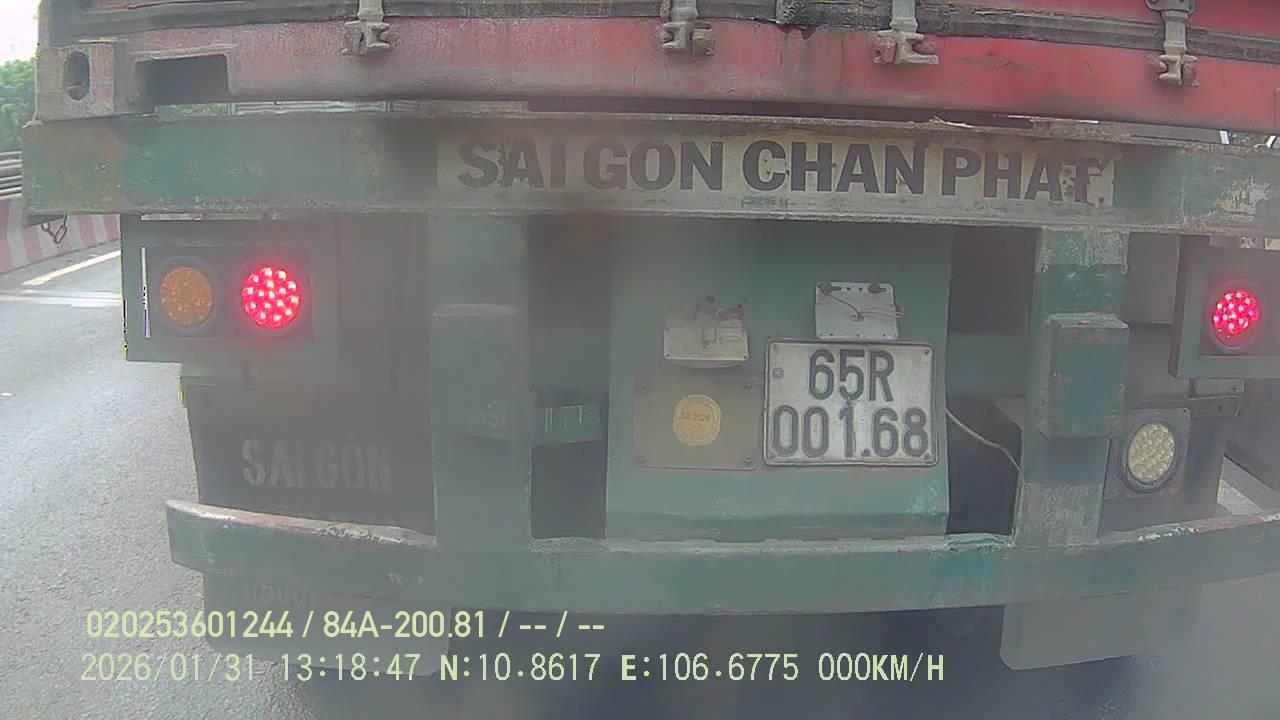 SAI GON CHAN PHAT.
65R
001.68
SAI GON
020253601244 / 84A-200.81 / -- / --
2026/01/31 13:18:47 N:10.8617 E:106.6775 000KM/H